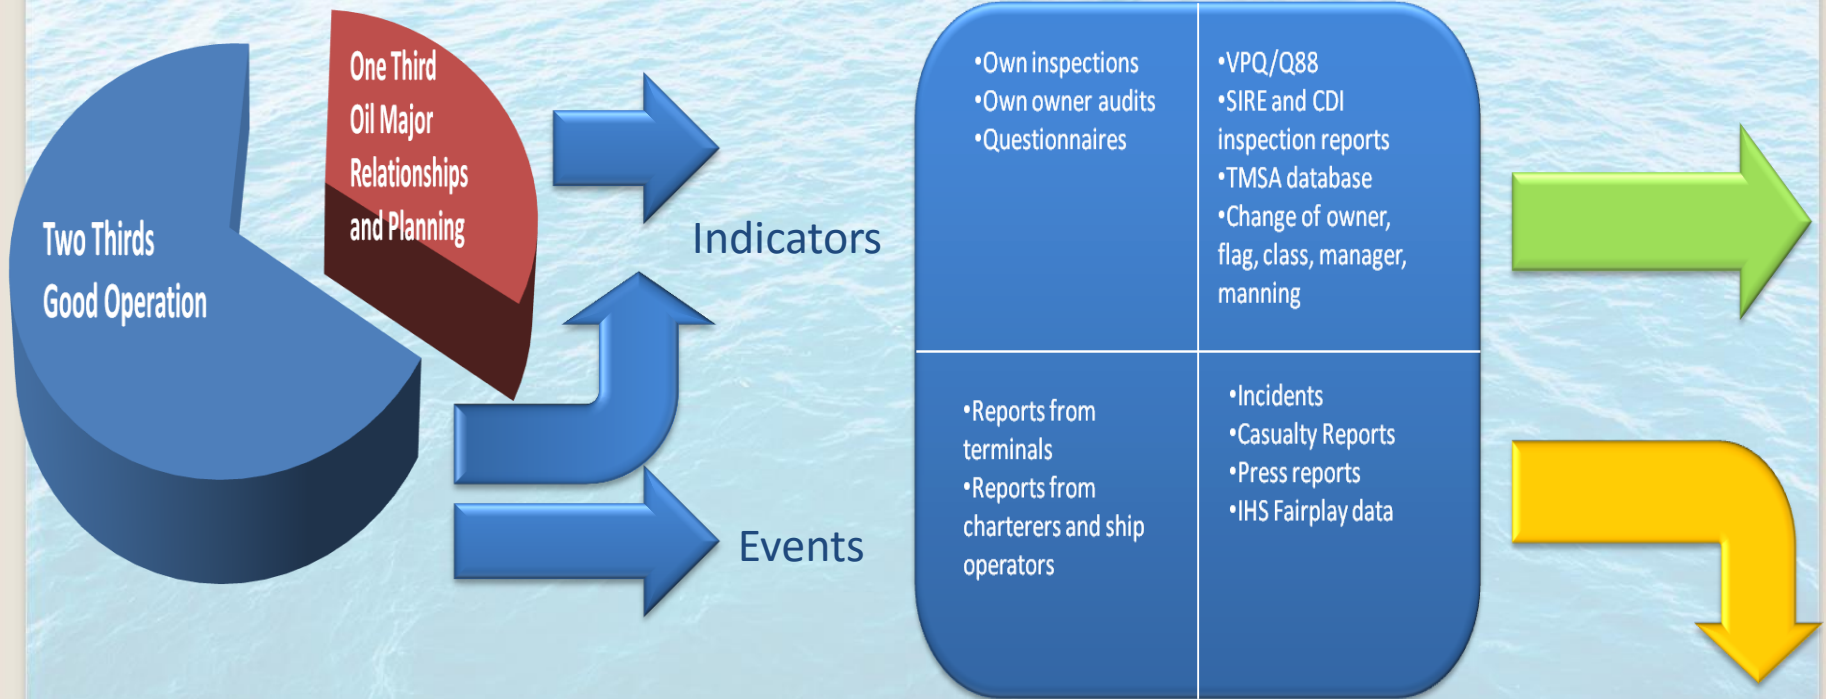 One Third
Oil Major
Relationships
and Planning
Two Thirds
Good Operation
Indicators
Events
•Own inspections
•Own owner audits
•Questionnaires
•VPQ/Q88
•SIRE and CDI
inspection reports
•TMSA database
•Change of owner,
flag, class, manager,
manning
•Reports from
terminals
•Reports from
charterers and ship
operators
•Incidents
•Casualty Reports
•Press reports
•IHS Fairplay data